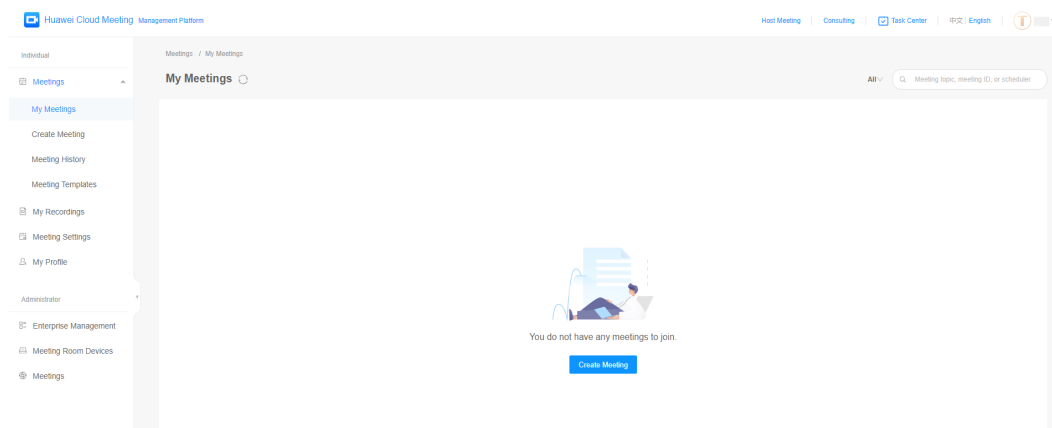 Huawei Cloud Meeting Management Platform
Host Meeting | Consulting | Task Center | 中文 | English
Individual
Meetings
My Meetings
Create Meeting
Meeting History
Meeting Templates
My Recordings
Meeting Settings
My Profile
Administrator
Enterprise Management
Meeting Room Devices
Meetings
Meetings / My Meetings
My Meetings
All
Meeting topic, meeting ID, or scheduler
You do not have any meetings to join.
Create Meeting